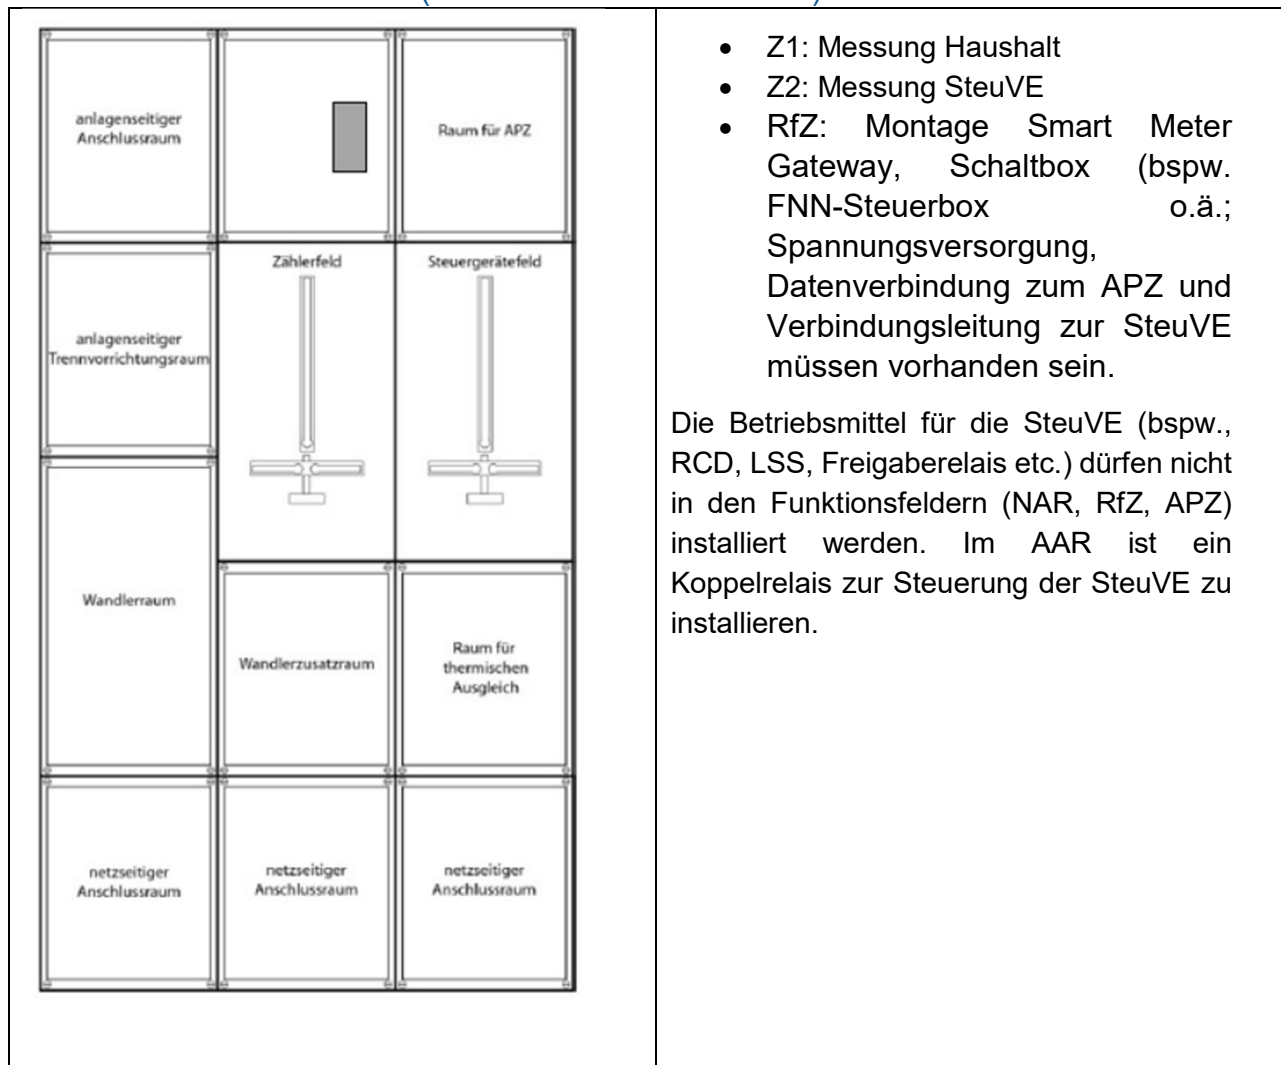 anlagenseitiger
Anschlussraum
Raum für APZ
anlagenseitiger
Trennvorrichtungsraum
Zählerfeld
Steuergerätefeld
Wandlerraum
Wandlerzusatzraum
Raum für
thermischen
Ausgleich
netzseitiger
Anschlussraum
netzseitiger
Anschlussraum
netzseitiger
Anschlussraum
• Z1: Messung Haushalt
• Z2: Messung SteuVE
• RfZ: Montage Smart Meter
Gateway, Schaltbox (bspw.
FNN-Steuerbox o.ä.;
Spannungsversorgung,
Datenverbindung zum APZ und
Verbindungsleitung zur SteuVE
müssen vorhanden sein.
Die Betriebsmittel für die SteuVE (bspw.,
RCD, LSS, Freigaberelais etc.) dürfen nicht
in den Funktionsfeldern (NAR, RfZ, APZ)
installiert werden. Im AAR ist ein
Koppelrelais zur Steuerung der SteuVE zu
installieren.